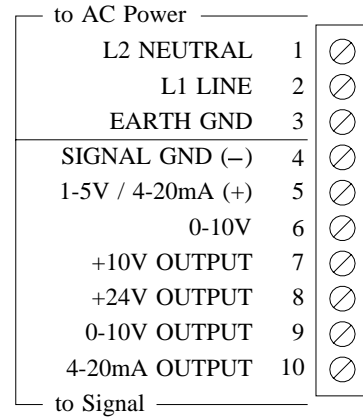 to AC Power
L2 NEUTRAL 1
L1 LINE 2
EARTH GND 3
SIGNAL GND (−) 4
1-5V / 4-20mA (+) 5
0-10V 6
+10V OUTPUT 7
+24V OUTPUT 8
0-10V OUTPUT 9
4-20mA OUTPUT 10
to Signal